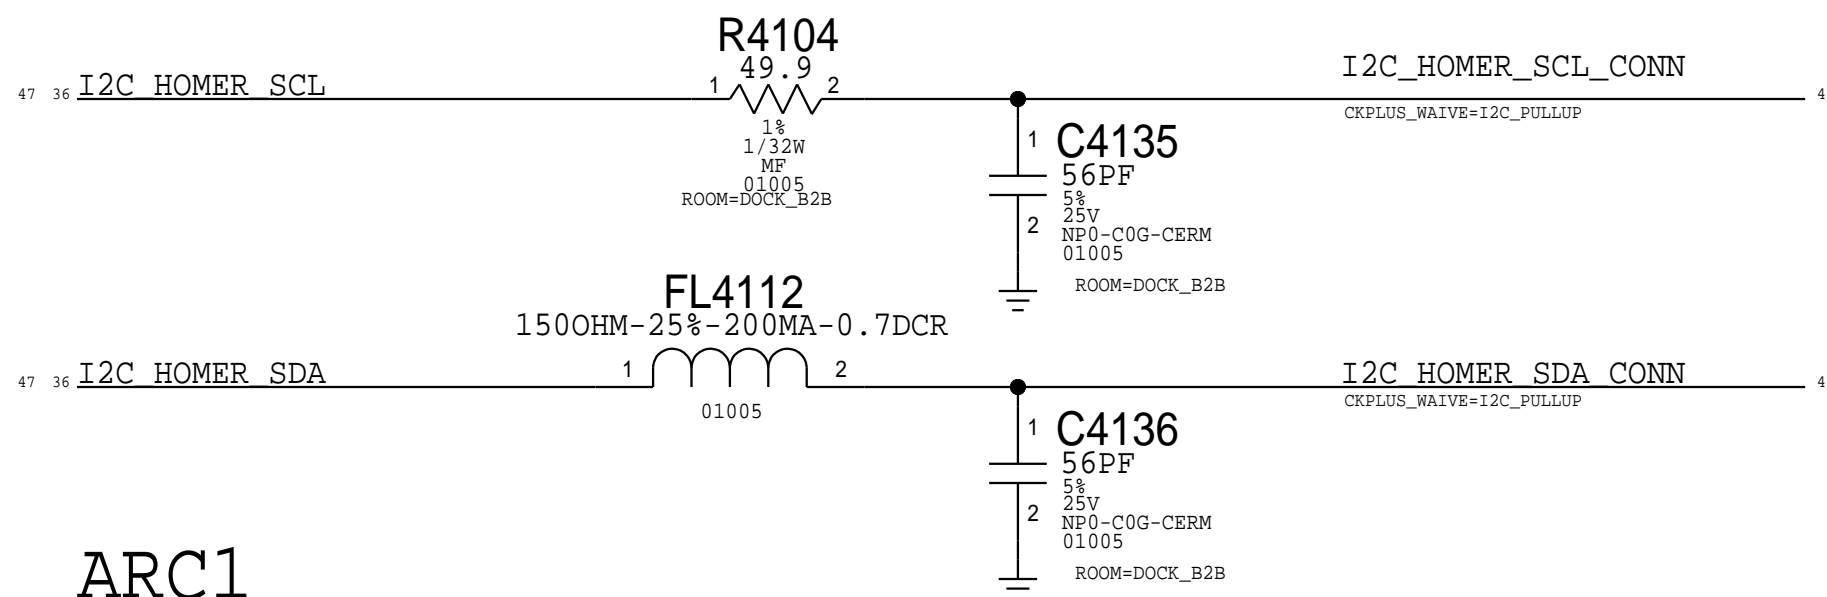 R4104
49.9
I2C_HOMER_SCL_CONN
47 36 I2C_HOMER_SCL 1 2 4
CKPLUS_WAIVE=I2C_PULLUP
1%
1/32W
MF
01005
ROOM=DOCK_B2B
1 C4135
56PF
5%
25V
2 NP0-C0G-CERM
01005
ROOM=DOCK_B2B
FL4112
150OHM-25%-200MA-0.7DCR
47 36 I2C_HOMER_SDA 1 2 I2C_HOMER_SDA_CONN 4
CKPLUS_WAIVE=I2C_PULLUP
01005
1 C4136
56PF
5%
25V
2 NP0-C0G-CERM
01005
ROOM=DOCK_B2B
ARC1